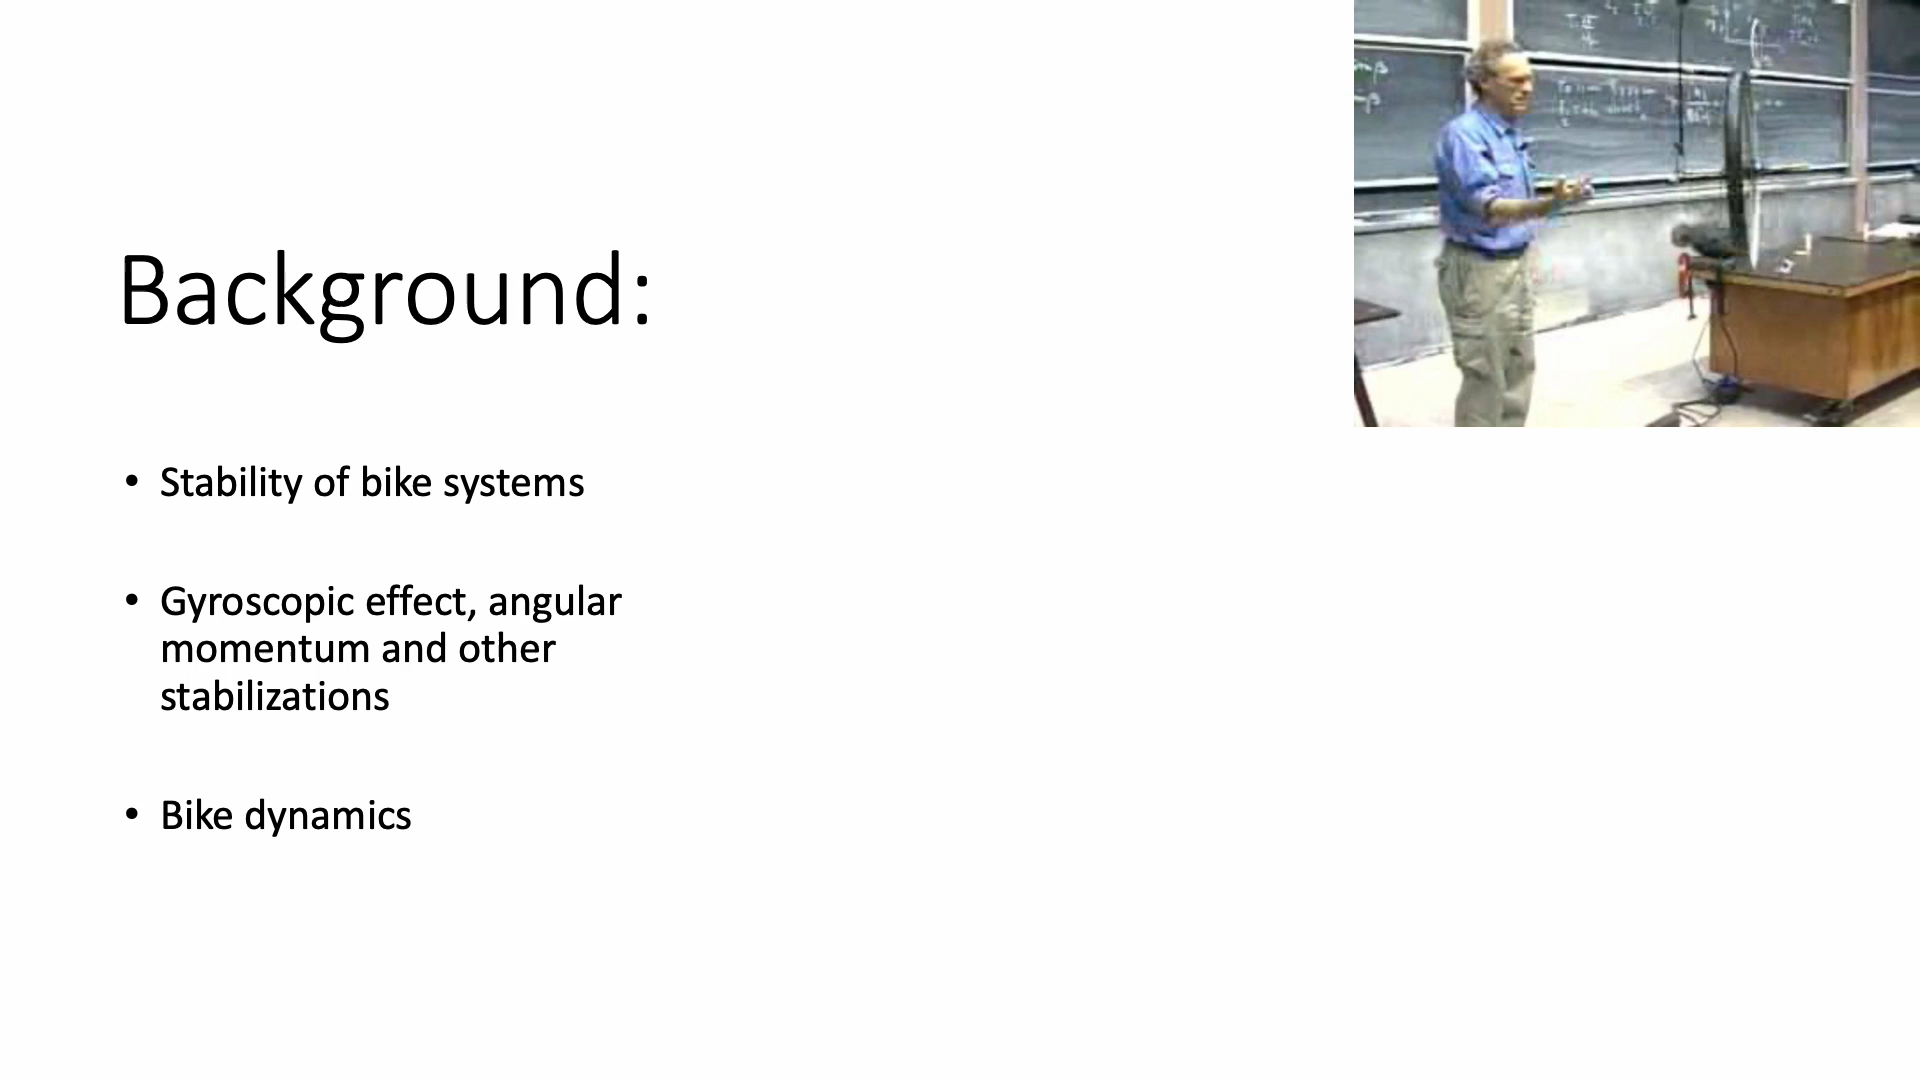 Background:
• Stability of bike systems
• Gyroscopic effect, angular
momentum and other
stabilizations
• Bike dynamics